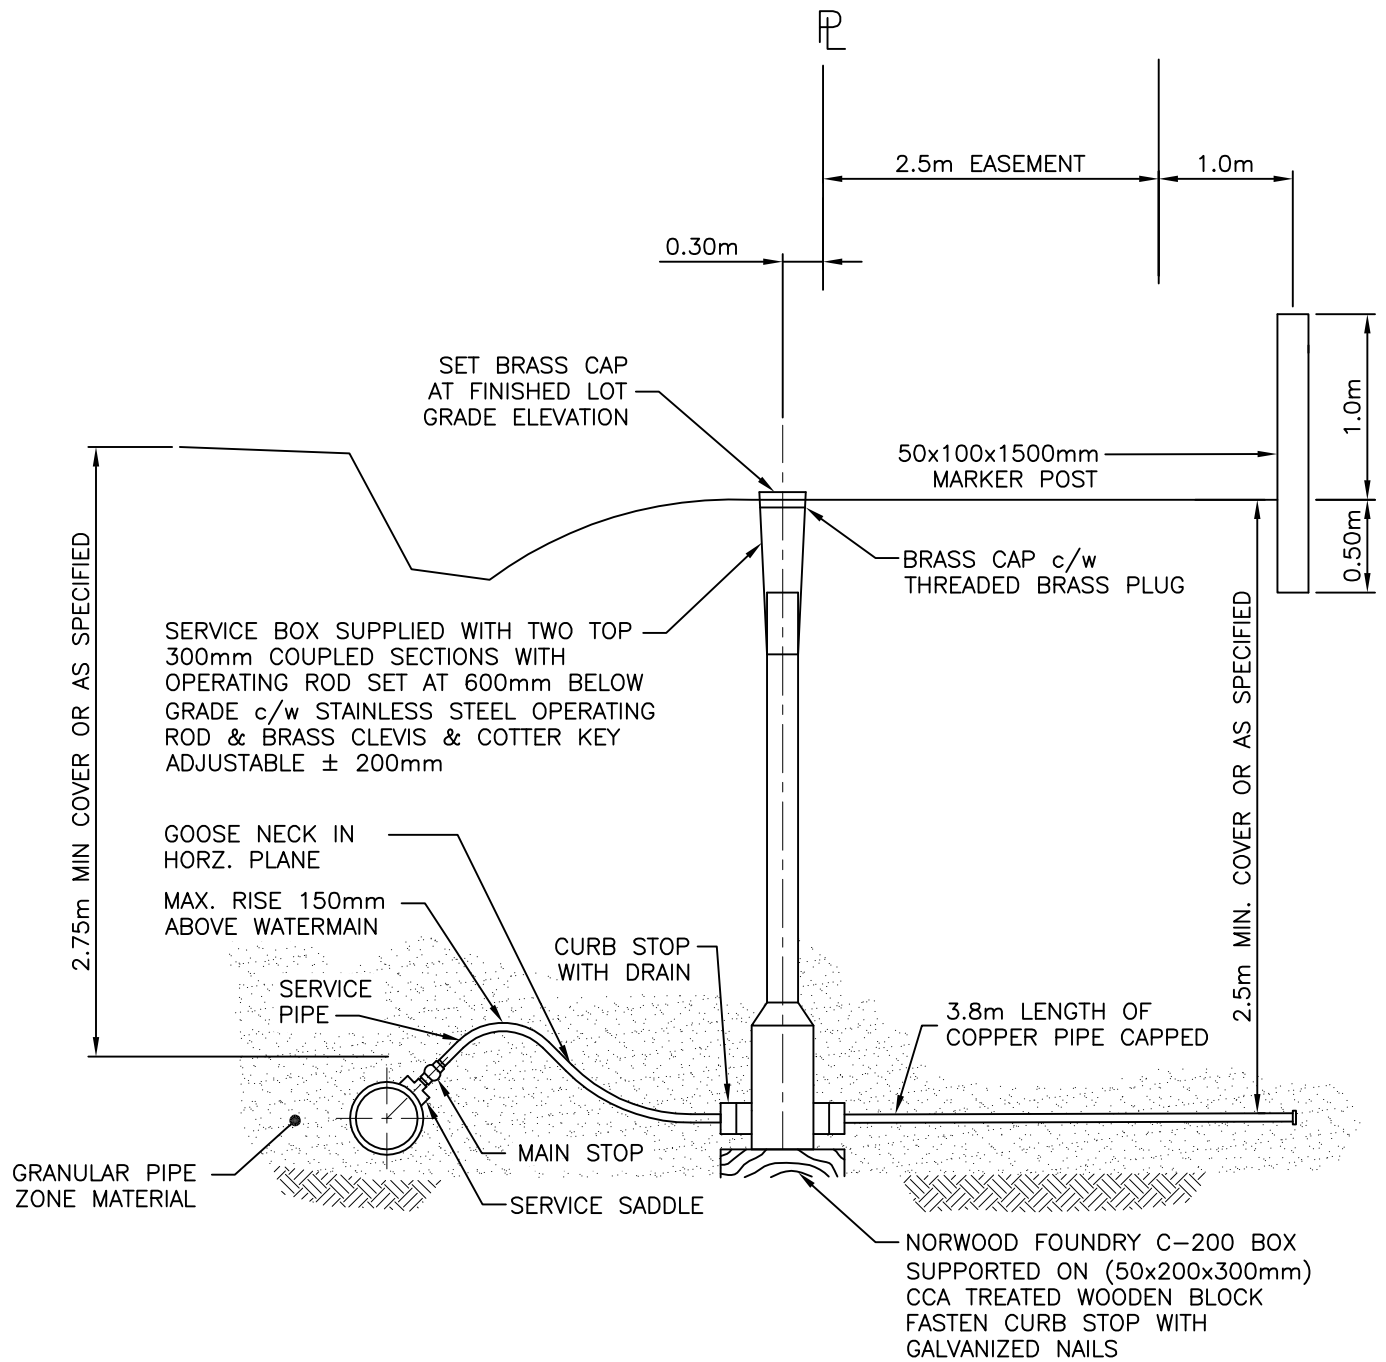 PL
2.5m EASEMENT
1.0m
0.30m
SET BRASS CAP
AT FINISHED LOT
GRADE ELEVATION
1.0m
50x100x1500mm
MARKER POST
0.50m
BRASS CAP c/w
THREADED BRASS PLUG
2.75m MIN COVER OR AS SPECIFIED
SERVICE BOX SUPPLIED WITH TWO TOP
300mm COUPLED SECTIONS WITH
OPERATING ROD SET AT 600mm BELOW
GRADE c/w STAINLESS STEEL OPERATING
ROD & BRASS CLEVIS & COTTER KEY
ADJUSTABLE ± 200mm
2.5m MIN. COVER OR AS SPECIFIED
GOOSE NECK IN
HORZ. PLANE
MAX. RISE 150mm
ABOVE WATERMAIN
CURB STOP
WITH DRAIN
SERVICE
PIPE
3.8m LENGTH OF
COPPER PIPE CAPPED
MAIN STOP
GRANULAR PIPE
ZONE MATERIAL
SERVICE SADDLE
NORWOOD FOUNDRY C-200 BOX
SUPPORTED ON (50x200x300mm)
CCA TREATED WOODEN BLOCK
FASTEN CURB STOP WITH
GALVANIZED NAILS